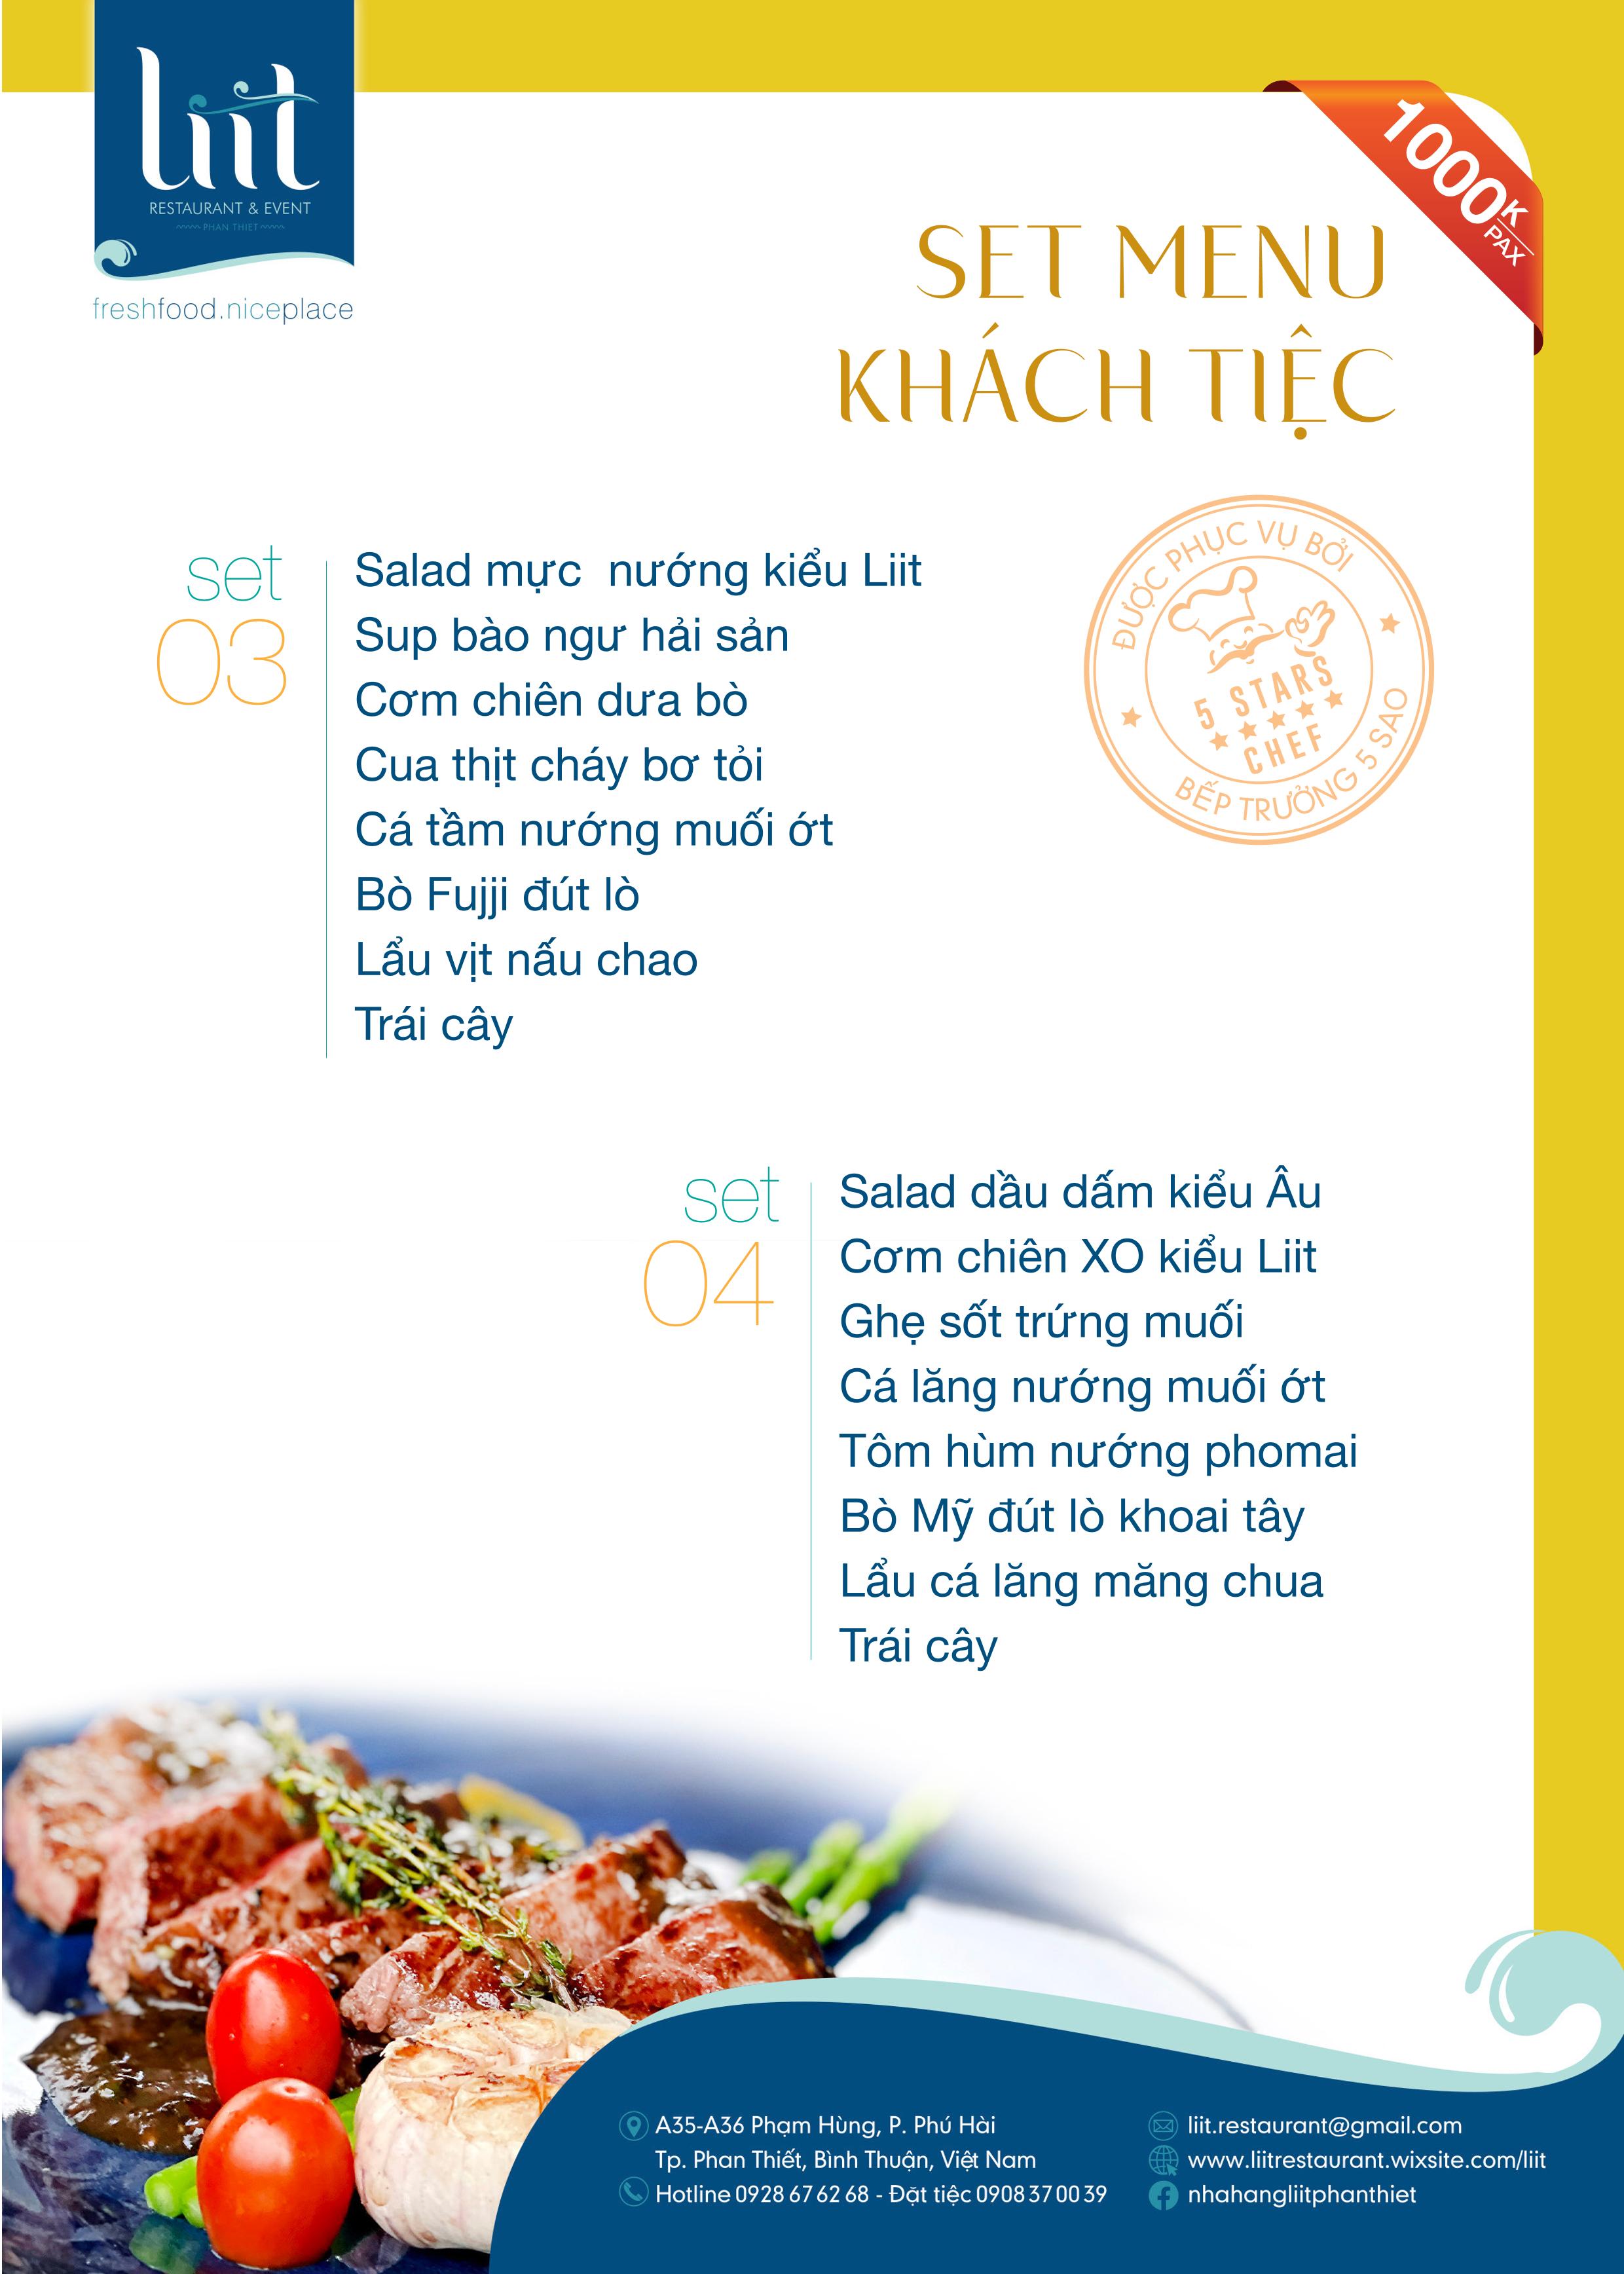 liit
RESTAURANT & EVENT
PHAN THIET
freshfood.niceplace
1000K
PAX
SET MENU
KHÁCH TIỆC
ĐƯỢC PHỤC VỤ BỞI
5 STARS
CHEF
BẾP TRƯỞNG 5 SAO
set
03
Salad mực nướng kiểu Liit
Sup bào ngư hải sản
Cơm chiên dưa bò
Cua thịt cháy bơ tỏi
Cá tầm nướng muối ớt
Bò Fujji đút lò
Lẩu vịt nấu chao
Trái cây
set
04
Salad dầu dấm kiểu Âu
Cơm chiên XO kiểu Liit
Ghẹ sốt trứng muối
Cá lăng nướng muối ớt
Tôm hùm nướng phomai
Bò Mỹ đút lò khoai tây
Lẩu cá lăng măng chua
Trái cây
A35-A36 Phạm Hùng, P. Phú Hài
Tp. Phan Thiết, Bình Thuận, Việt Nam
Hotline 0928 67 62 68 - Đặt tiệc 0908 37 00 39
liit.restaurant@gmail.com
www.liitrestaurant.wixsite.com/liit
nhahangliitphanthiet